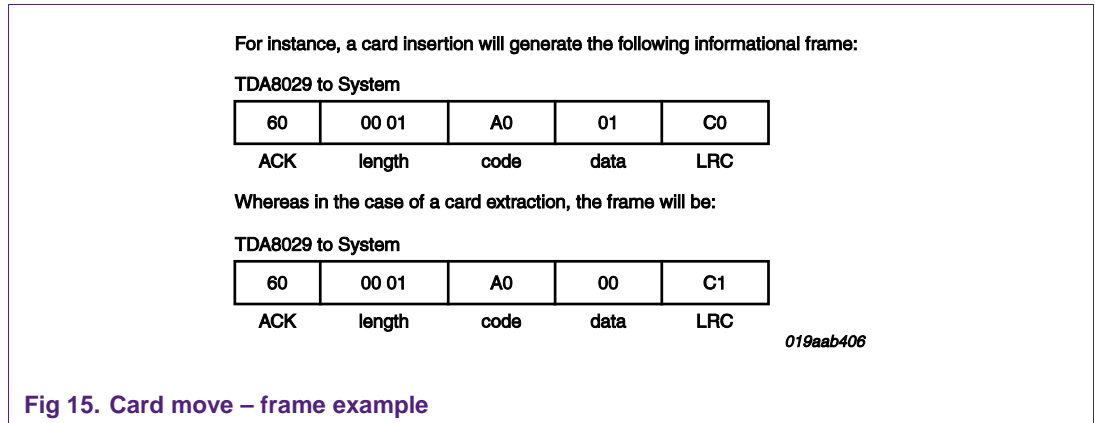 For instance, a card insertion will generate the following informational frame:
TDA8029 to System
60 00 01 A0 01 C0
ACK length code data LRC
Whereas in the case of a card extraction, the frame will be:
TDA8029 to System
60 00 01 A0 00 C1
ACK length code data LRC
019aab406
Fig 15. Card move – frame example